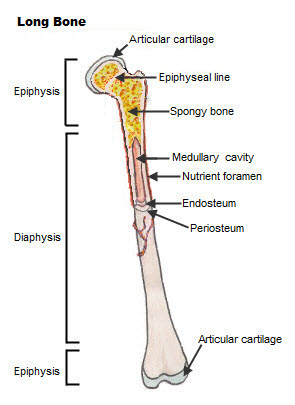 Long Bone
Articular cartilage
Epiphyseal line
Epiphysis
Spongy bone
Medullary cavity
Nutrient foramen
Endosteum
Periosteum
Diaphysis
Articular cartilage
Epiphysis